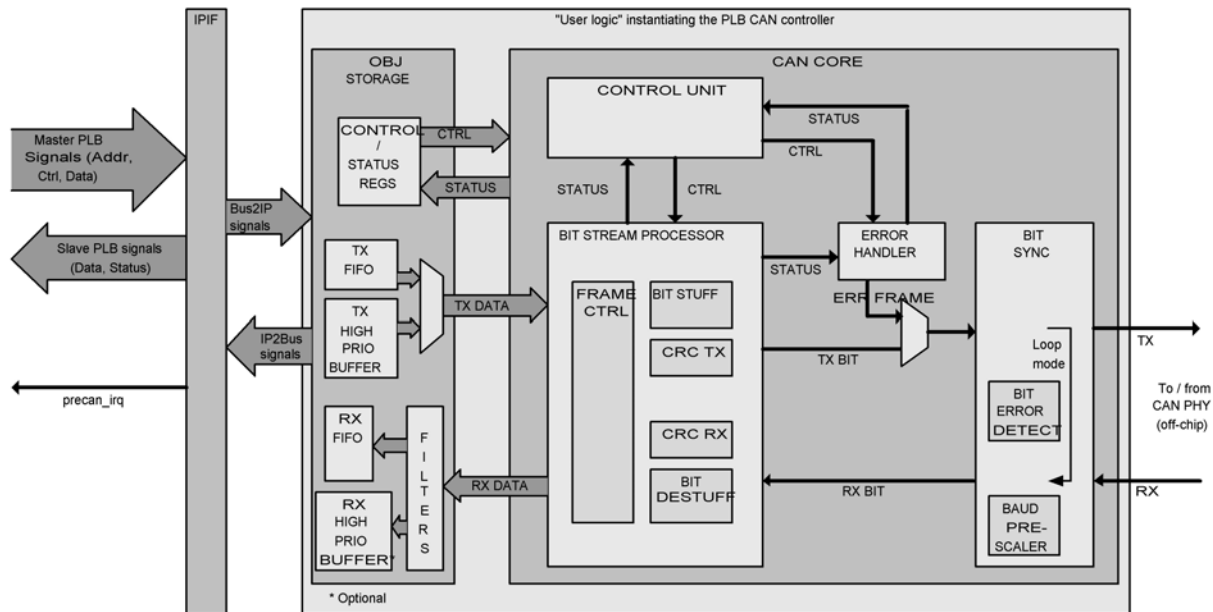 IPIF
"User logic" instantiating the PLB CAN controller
OBJ
STORAGE
CAN CORE
Master PLB
Signals (Addr,
Ctrl, Data)
Slave PLB signals
(Data, Status)
precan_irq
Bus2IP
signals
IP2Bus
signals
CONTROL
/
STATUS
REGS
CTRL
STATUS
TX
FIFO
TX
HIGH
PRIO
BUFFER
TX DATA
RX
FIFO
RX
HIGH
PRIO
BUFFER*
F
I
L
T
E
R
S
RX DATA
* Optional
CONTROL UNIT
STATUS
CTRL
STATUS
CTRL
BIT STREAM PROCESSOR
FRAME
CTRL
BIT STUFF
CRC TX
CRC RX
BIT
DESTUFF
STATUS
ERROR
HANDLER
ERR FRAME
TX BIT
RX BIT
BIT
SYNC
Loop
mode
BIT
ERROR
DETECT
BAUD
PRE-
SCALER
TX
To / from
CAN PHY
(off-chip)
RX